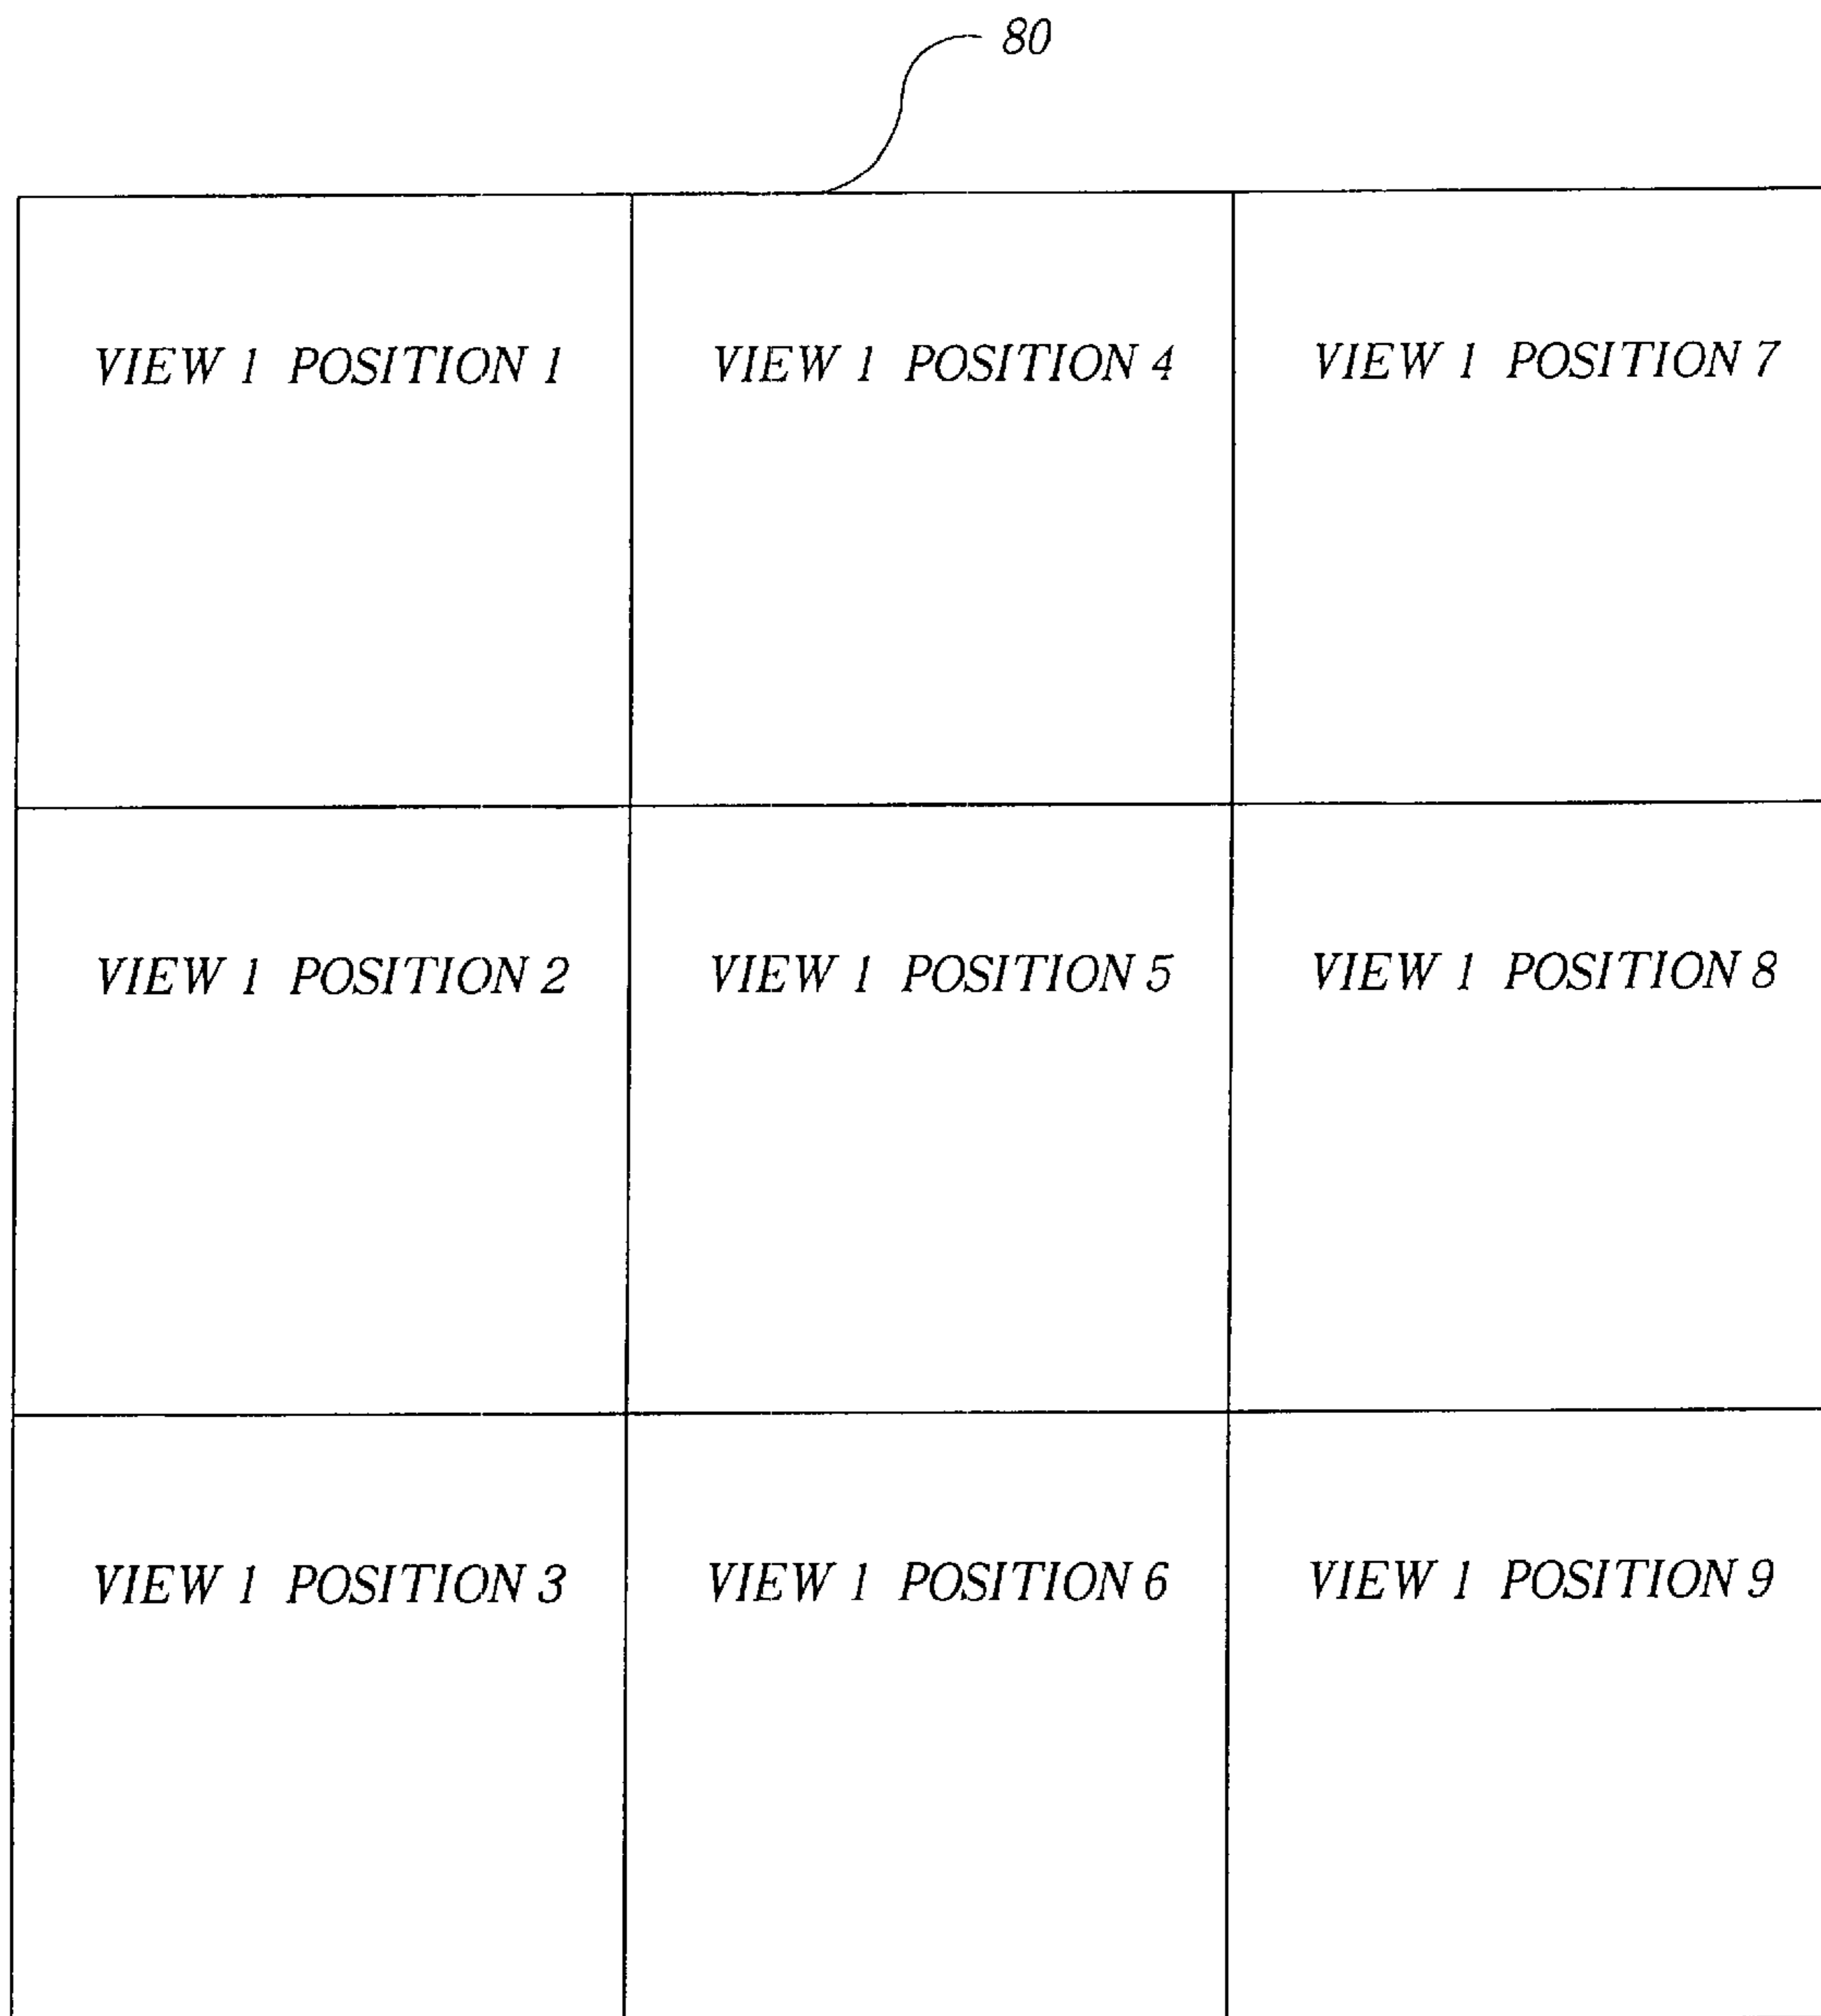 80
VIEW 1 POSITION 1
VIEW 1 POSITION 4
VIEW 1 POSITION 7
VIEW 1 POSITION 2
VIEW 1 POSITION 5
VIEW 1 POSITION 8
VIEW 1 POSITION 3
VIEW 1 POSITION 6
VIEW 1 POSITION 9